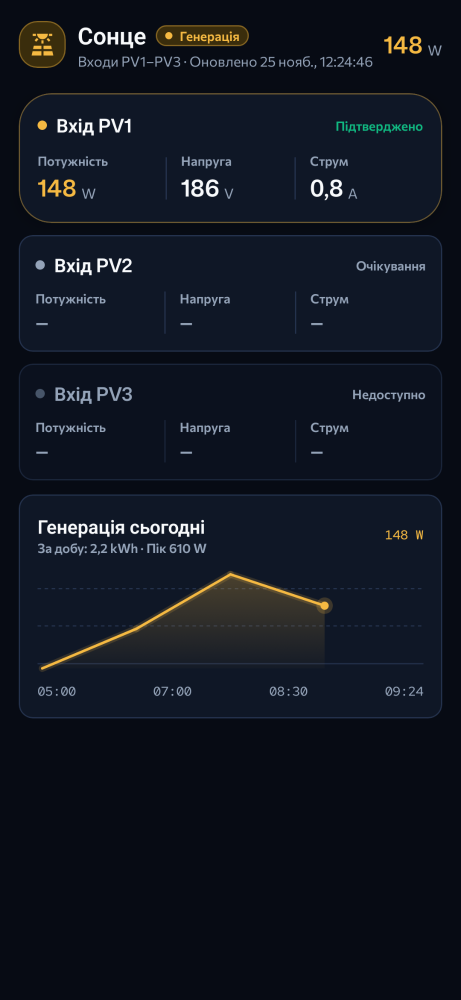 Сонце
Генерація
148 W
Входи PV1–PV3 · Оновлено 25 нояб., 12:24:46
Вхід PV1
Підтверджено
Потужність Напруга Струм
148 W 186 V 0,8 A
Вхід PV2
Очікування
Потужність Напруга Струм
— — —
Вхід PV3
Недоступно
Потужність Напруга Струм
— — —
Генерація сьогодні
148 W
За добу: 2,2 kWh · Пік 610 W
05:00 07:00 08:30 09:24